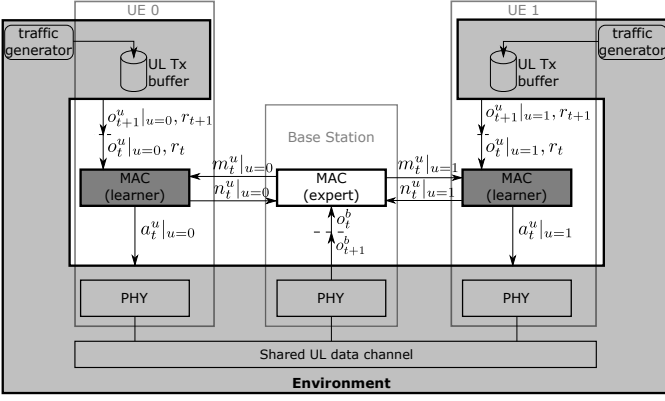 UE 0
UE 1
traffic
generator
UL Tx
buffer
UL Tx
buffer
traffic
generator
o^u_{t+1}|_{u=0}, r_{t+1}
o^u_t|_{u=0}, r_t
Base Station
o^u_{t+1}|_{u=1}, r_{t+1}
o^u_t|_{u=1}, r_t
MAC
(learner)
m^u_t|_{u=0}
n^u_t|_{u=0}
MAC
(expert)
m^u_t|_{u=1}
n^u_t|_{u=1}
MAC
(learner)
a^u_t|_{u=0}
o^b_t
o^b_{t+1}
a^u_t|_{u=1}
PHY
PHY
PHY
Shared UL data channel
Environment